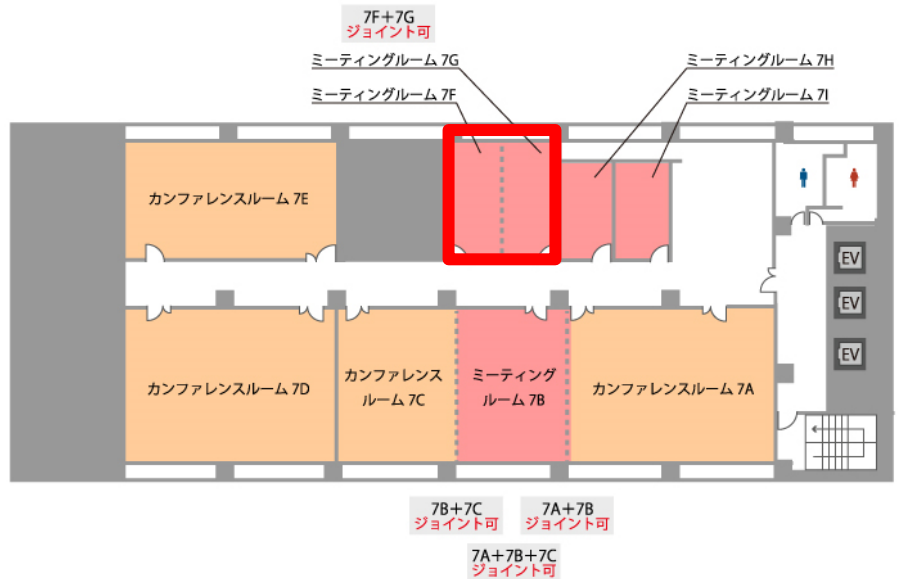 7F+7G
ジョイント可
ミーティングルーム 7G
ミーティングルーム 7H
ミーティングルーム 7F
ミーティングルーム 7I
カンファレンスルーム 7E
EV
EV
EV
カンファレンスルーム 7D
カンファレンス
ルーム 7C
ミーティング
ルーム 7B
カンファレンスルーム 7A
7B+7C
ジョイント可
7A+7B
ジョイント可
7A+7B+7C
ジョイント可